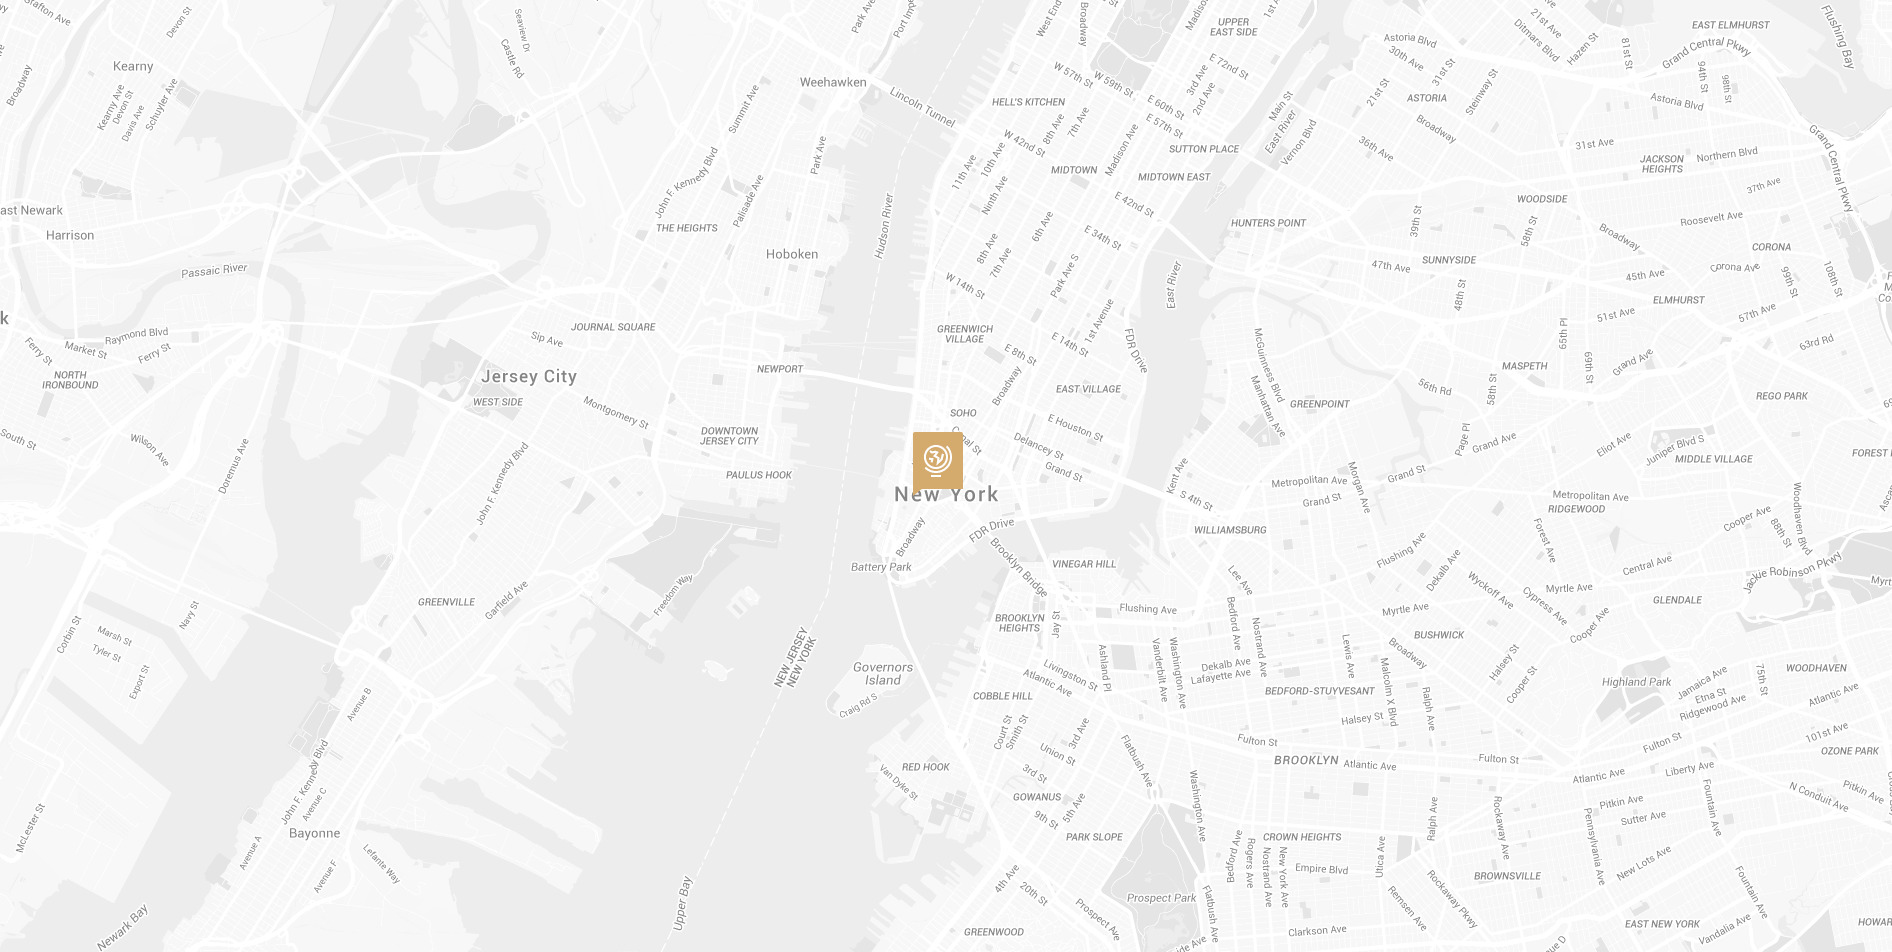 Grafton Ave
Devon St
Seaview Dr
Castle Rd
Park Ave
Port Imp
West End
Broadway
Madison
UPPER
EAST SIDE
1st A
21st Ave
Ditmars Blvd
Hazen St
81st St
EAST ELMHURST
Grand Central Pkwy
Flushing Bay
Kearny
Broadway
Kearny Ave
Devon St
Davis Ave
Schuyler Ave
Summit Ave
Weehawken
Lincoln Tunnel
HELL'S KITCHEN
W 57th St
W 59th St
E 72nd St
3rd Ave
2nd Ave
E 60th St
E 57th St
Main St
East River
Vernon Blvd
Astoria Blvd
30th Ave
31st St
21st St
ASTORIA
Steinway St
Broadway
36th Ave
94th St
98th St
Astoria Blvd
31st Ave
JACKSON
HEIGHTS
Northern Blvd
37th Ave
Grand Central Pkwy
John F. Kennedy Blvd
Palisade Ave
Park Ave
W 42nd St
8th Ave
7th Ave
11th Ave
10th Ave
Ninth Ave
MIDTOWN
Madison Ave
SUTTON PLACE
MIDTOWN EAST
E 42nd St
ast Newark
Harrison
Passaic River
THE HEIGHTS
Hoboken
Hudson River
6th Ave
8th Ave
7th Ave
E 34th St
Park Ave S
W 14th St
East River
HUNTERS POINT
39th St
WOODSIDE
58th St
Roosevelt Ave
Broadway
SUNNYSIDE
47th Ave
CORONA
Corona Ave
45th Ave
99th St
108th St
48th St
ELMHURST
51st Ave
57th Ave
k
Raymond Blvd
Ferry St
Market St
Ferry St
NORTH
IRONBOUND
JOURNAL SQUARE
Sip Ave
Jersey City
WEST SIDE
Montgomery St
NEWPORT
GREENWICH
VILLAGE
E 8th St
E 14th St
1st Avenue
FDR Drive
Broadway
EAST VILLAGE
McGuinness Blvd
Manhattan Ave
GREENPOINT
65th Pl
69th St
MASPETH
Grand Ave
63rd Rd
56th Rd
58th St
REGO PARK
South St
Wilson Ave
Doremus Ave
DOWNTOWN
JERSEY CITY
PAULUS HOOK
John F. Kennedy Blvd
SOHO
Canal St
E Houston St
Delancey St
Grand St
New York
Kent Ave
S 4th St
WILLIAMSBURG
Page Pl
Grand Ave
Eliot Ave
Juniper Blvd S
MIDDLE VILLAGE
FOREST
Morgan Ave
Metropolitan Ave
Grand St
Grand St
Metropolitan Ave
RIDGEWOOD
Woodhaven Blvd
Cooper Ave
88th St
Broadway
FDR Drive
Brooklyn Bridge
Battery Park
VINEGAR HILL
Flushing Ave
Forest Ave
Dekalb Ave
Wyckoff Ave
Cypress Ave
Myrtle Ave
Central Ave
Jackie Robinson Pkwy
Myrt
GLENDALE
Cooper Ave
Freedom Way
Garfield Ave
GREENVILLE
Navy St
Corbin St
Marsh St
Tyler St
Export St
Avenue B
NEW JERSEY
NEW YORK
BROOKLYN
HEIGHTS
Jay St
Flushing Ave
Lee Ave
Bedford Ave
Nostrand Ave
Myrtle Ave
BUSHWICK
Broadway
Halsey St
Cooper St
Lewis Ave
Malcolm X Blvd
Ralph Ave
Governors
Island
Craig Rd S
Livingston St
Atlantic Ave
Ashland Pl
Vanderbilt Ave
Washington Ave
Dekalb Ave
Lafayette Ave
BEDFORD-STUYVESANT
Halsey St
Highland Park
Jamaica Ave
Etna St
Ridgewood Ave
75th St
WOODHAVEN
Atlantic Ave
101st Ave
OZONE PARK
COBBLE HILL
Court St
Smith St
3rd Ave
Union St
3rd St
Flatbush Ave
Fulton St
BROOKLYN
Atlantic Ave
Fulton St
Atlantic Ave
Fulton St
Liberty Ave
RED HOOK
Van Dyke St
GOWANUS
9th St
5th Ave
PARK SLOPE
Washington Ave
Pitkin Ave
Sutter Ave
Fountain Ave
N Conduit Ave
Pitkin Ave
John F. Kennedy Blvd
Avenue C
Bayonne
Avenue A
Avenue F
Lefante Way
McLester St
Newark Bay
Upper Bay
CROWN HEIGHTS
Bedford Ave
Rogers Ave
Nostrand Ave
New York Ave
Empire Blvd
Utica Ave
Ralph Ave
Rockaway Ave
Pennsylvania Ave
New Lots Ave
BROWNSVILLE
Rockaway Pkwy
Remsen Ave
Fountain Ave
4th Ave
20th St
Prospect Ave
GREENWOOD
Prospect Park
Flatbush Ave
Clarkson Ave
EAST NEW YORK
Vandalia Ave
HOWAR